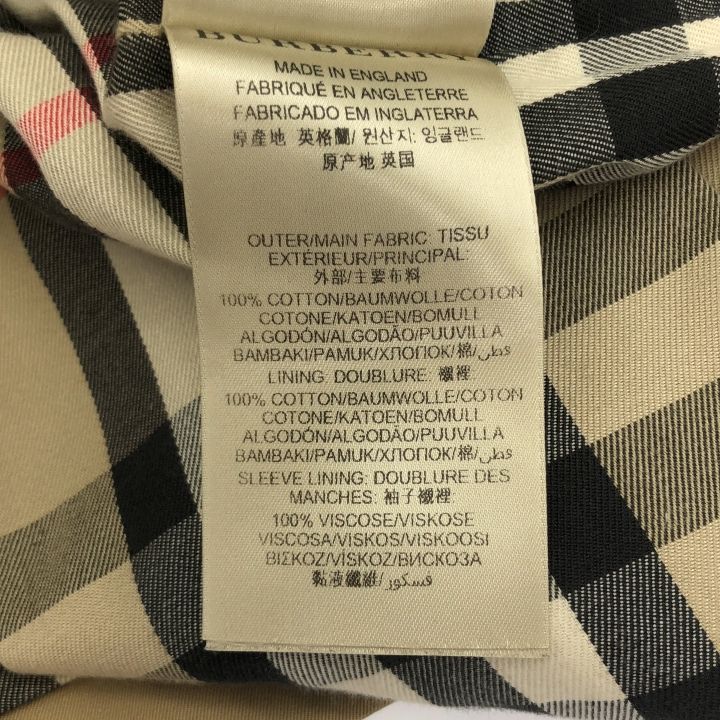 BURBERRY
MADE IN ENGLAND
FABRIQUÉ EN ANGLETERRE
FABRICADO EM INGLATERRA
原產地 英格蘭/ 원산지: 잉글랜드
原产地 英国
OUTER/MAIN FABRIC: TISSU
EXTÉRIEUR/PRINCIPAL:
外部/主要布料
100% COTTON/BAUMWOLLE/COTON
COTONE/KATOEN/BOMULL
ALGODÓN/ALGODÃO/PUUVILLA
BAMBAKI/PAMUK/ХЛОПОК/棉/قطن
LINING: DOUBLURE: 襯裡
100% COTTON/BAUMWOLLE/COTON
COTONE/KATOEN/BOMULL
ALGODÓN/ALGODÃO/PUUVILLA
BAMBAKI/PAMUK/ХЛОПОК/棉/قطن
SLEEVE LINING: DOUBLURE DES
MANCHES: 袖子襯裡
100% VISCOSE/VISKOSE
VISCOSA/VISKOS/VISKOOSI
ΒΙΣΚΟΖ/VİSKOZ/ВИСКОЗА
黏液纖維/فسكوز